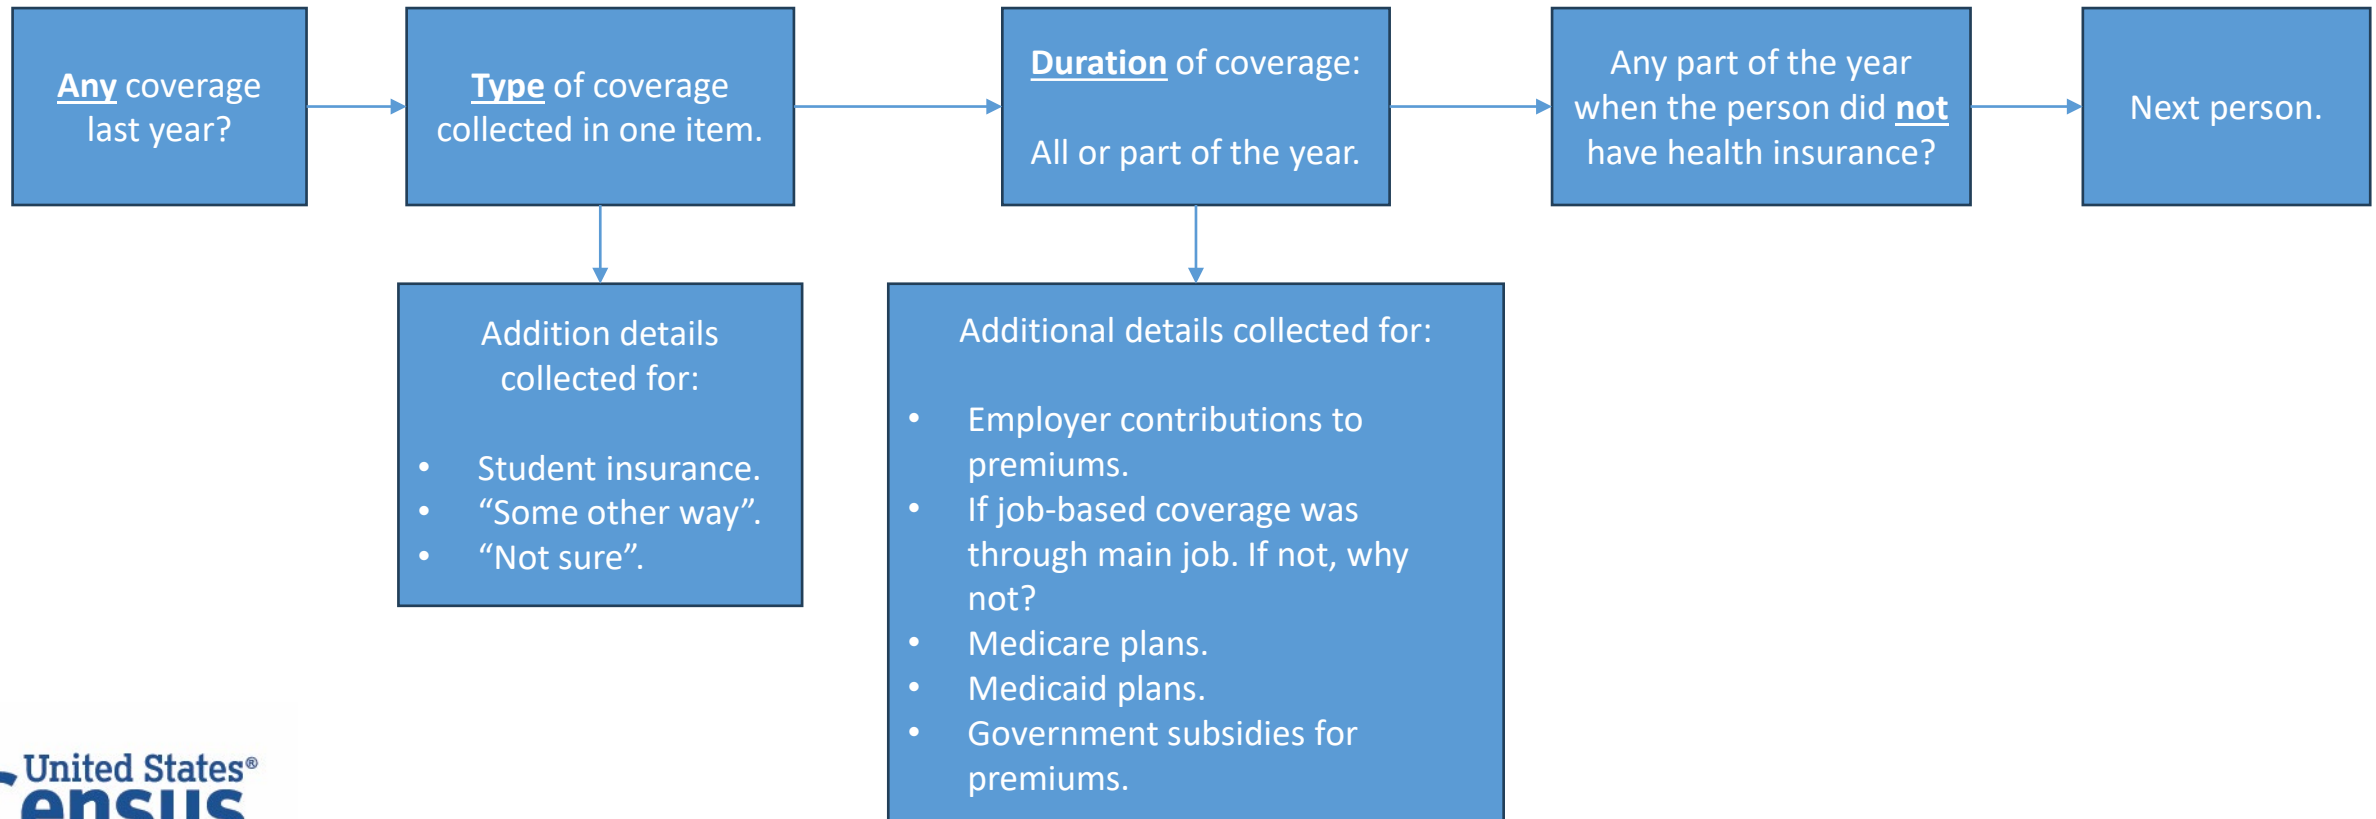 Any coverage
last year?
Type of coverage
collected in one item.
Duration of coverage:
All or part of the year.
Any part of the year
when the person did not
have health insurance?
Next person.
Addition details
collected for:
• Student insurance.
• “Some other way”.
• “Not sure”.
Additional details collected for:
• Employer contributions to
premiums.
• If job-based coverage was
through main job. If not, why
not?
• Medicare plans.
• Medicaid plans.
• Government subsidies for
premiums.
United States®
Census